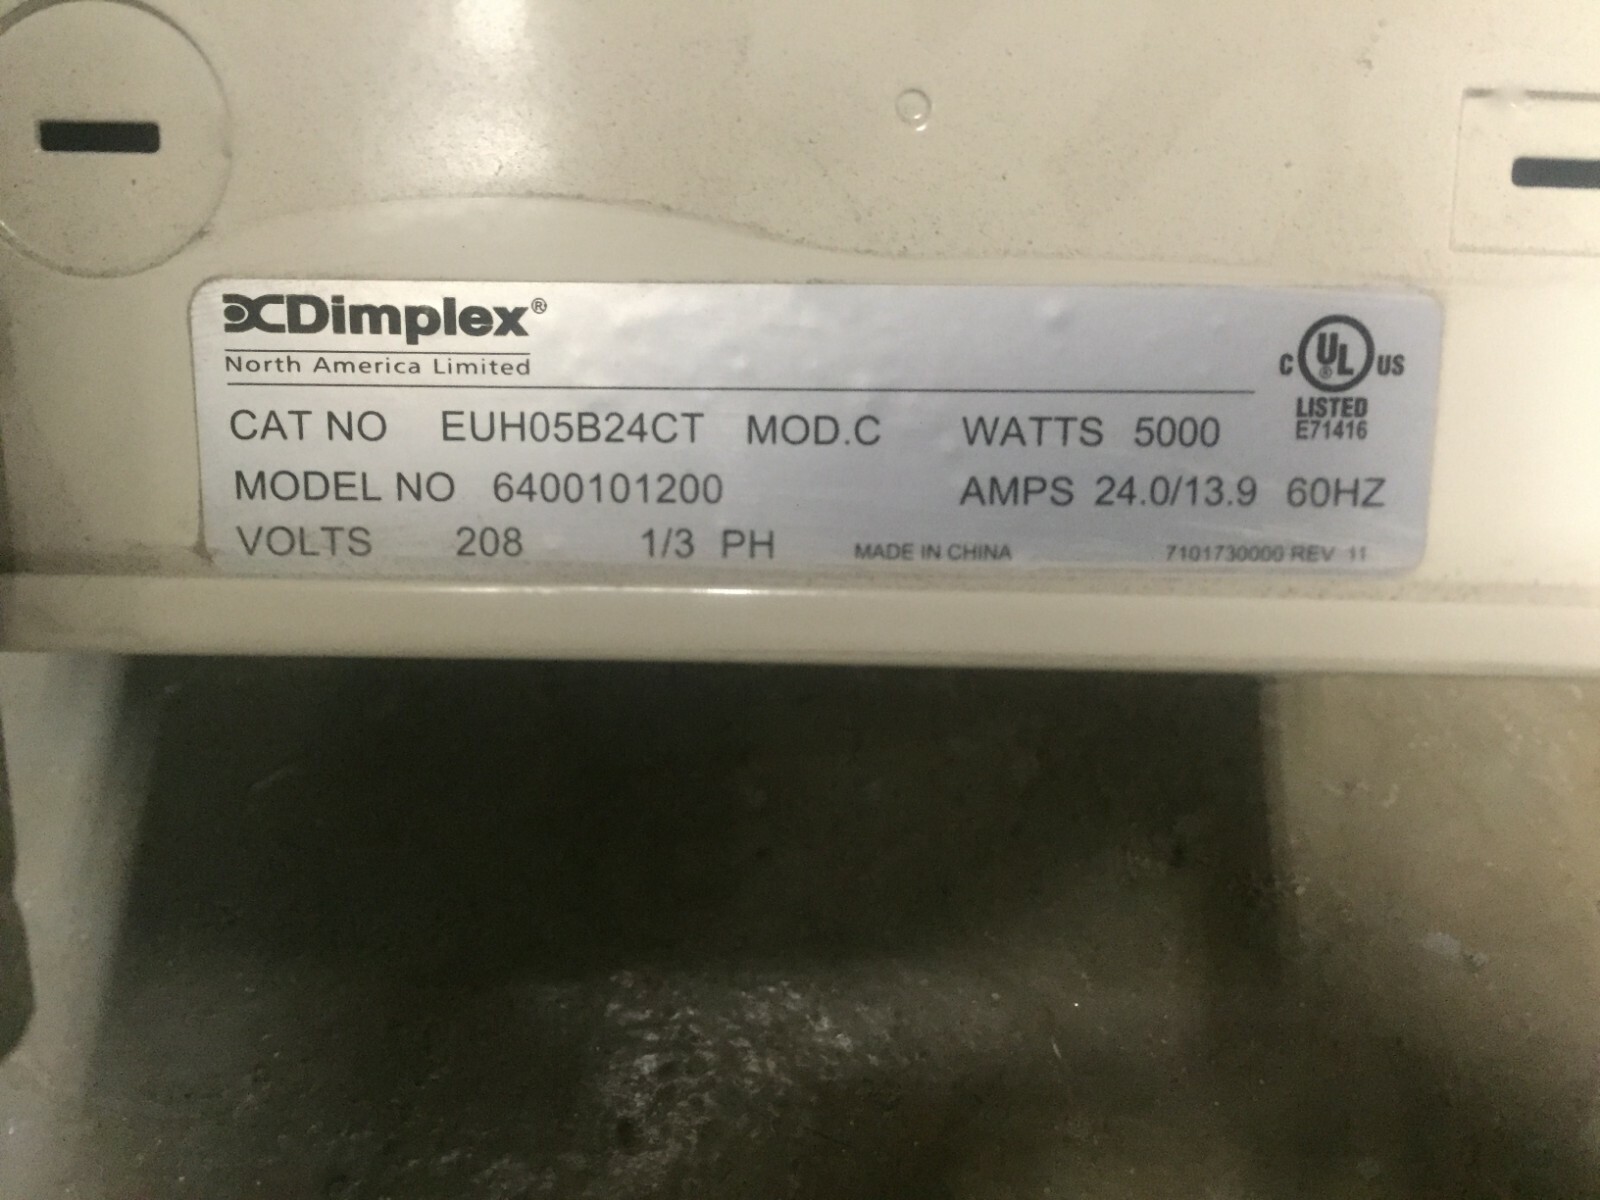 Dimplex®
North America Limited
C UL® US
LISTED
E71416
CAT NO EUH05B24CT MOD.C WATTS 5000
MODEL NO 6400101200 AMPS 24.0/13.9 60HZ
VOLTS 208 1/3 PH MADE IN CHINA 7101730000 REV 11